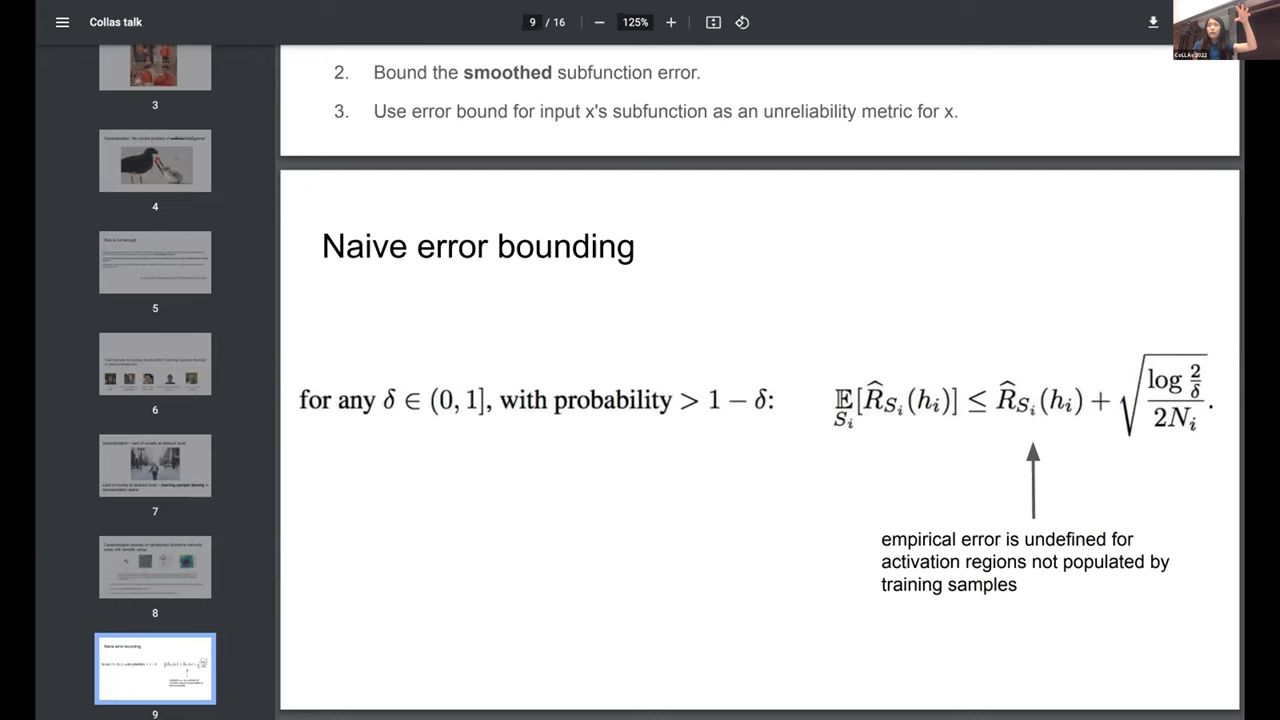 Collas talk
9 / 16
125%
CoLLAs 2022
2. Bound the smoothed subfunction error.
3. Use error bound for input x's subfunction as an unreliability metric for x.
Naive error bounding
for any δ ∈ (0, 1], with probability > 1 − δ: 𝔼_{S_i}[R̂_{S_i}(h_i)] ≤ R̂_{S_i}(h_i) + √(log(2/δ) / 2N_i).
empirical error is undefined for
activation regions not populated by
training samples
3
4
5
6
7
8
Naive error bounding
9